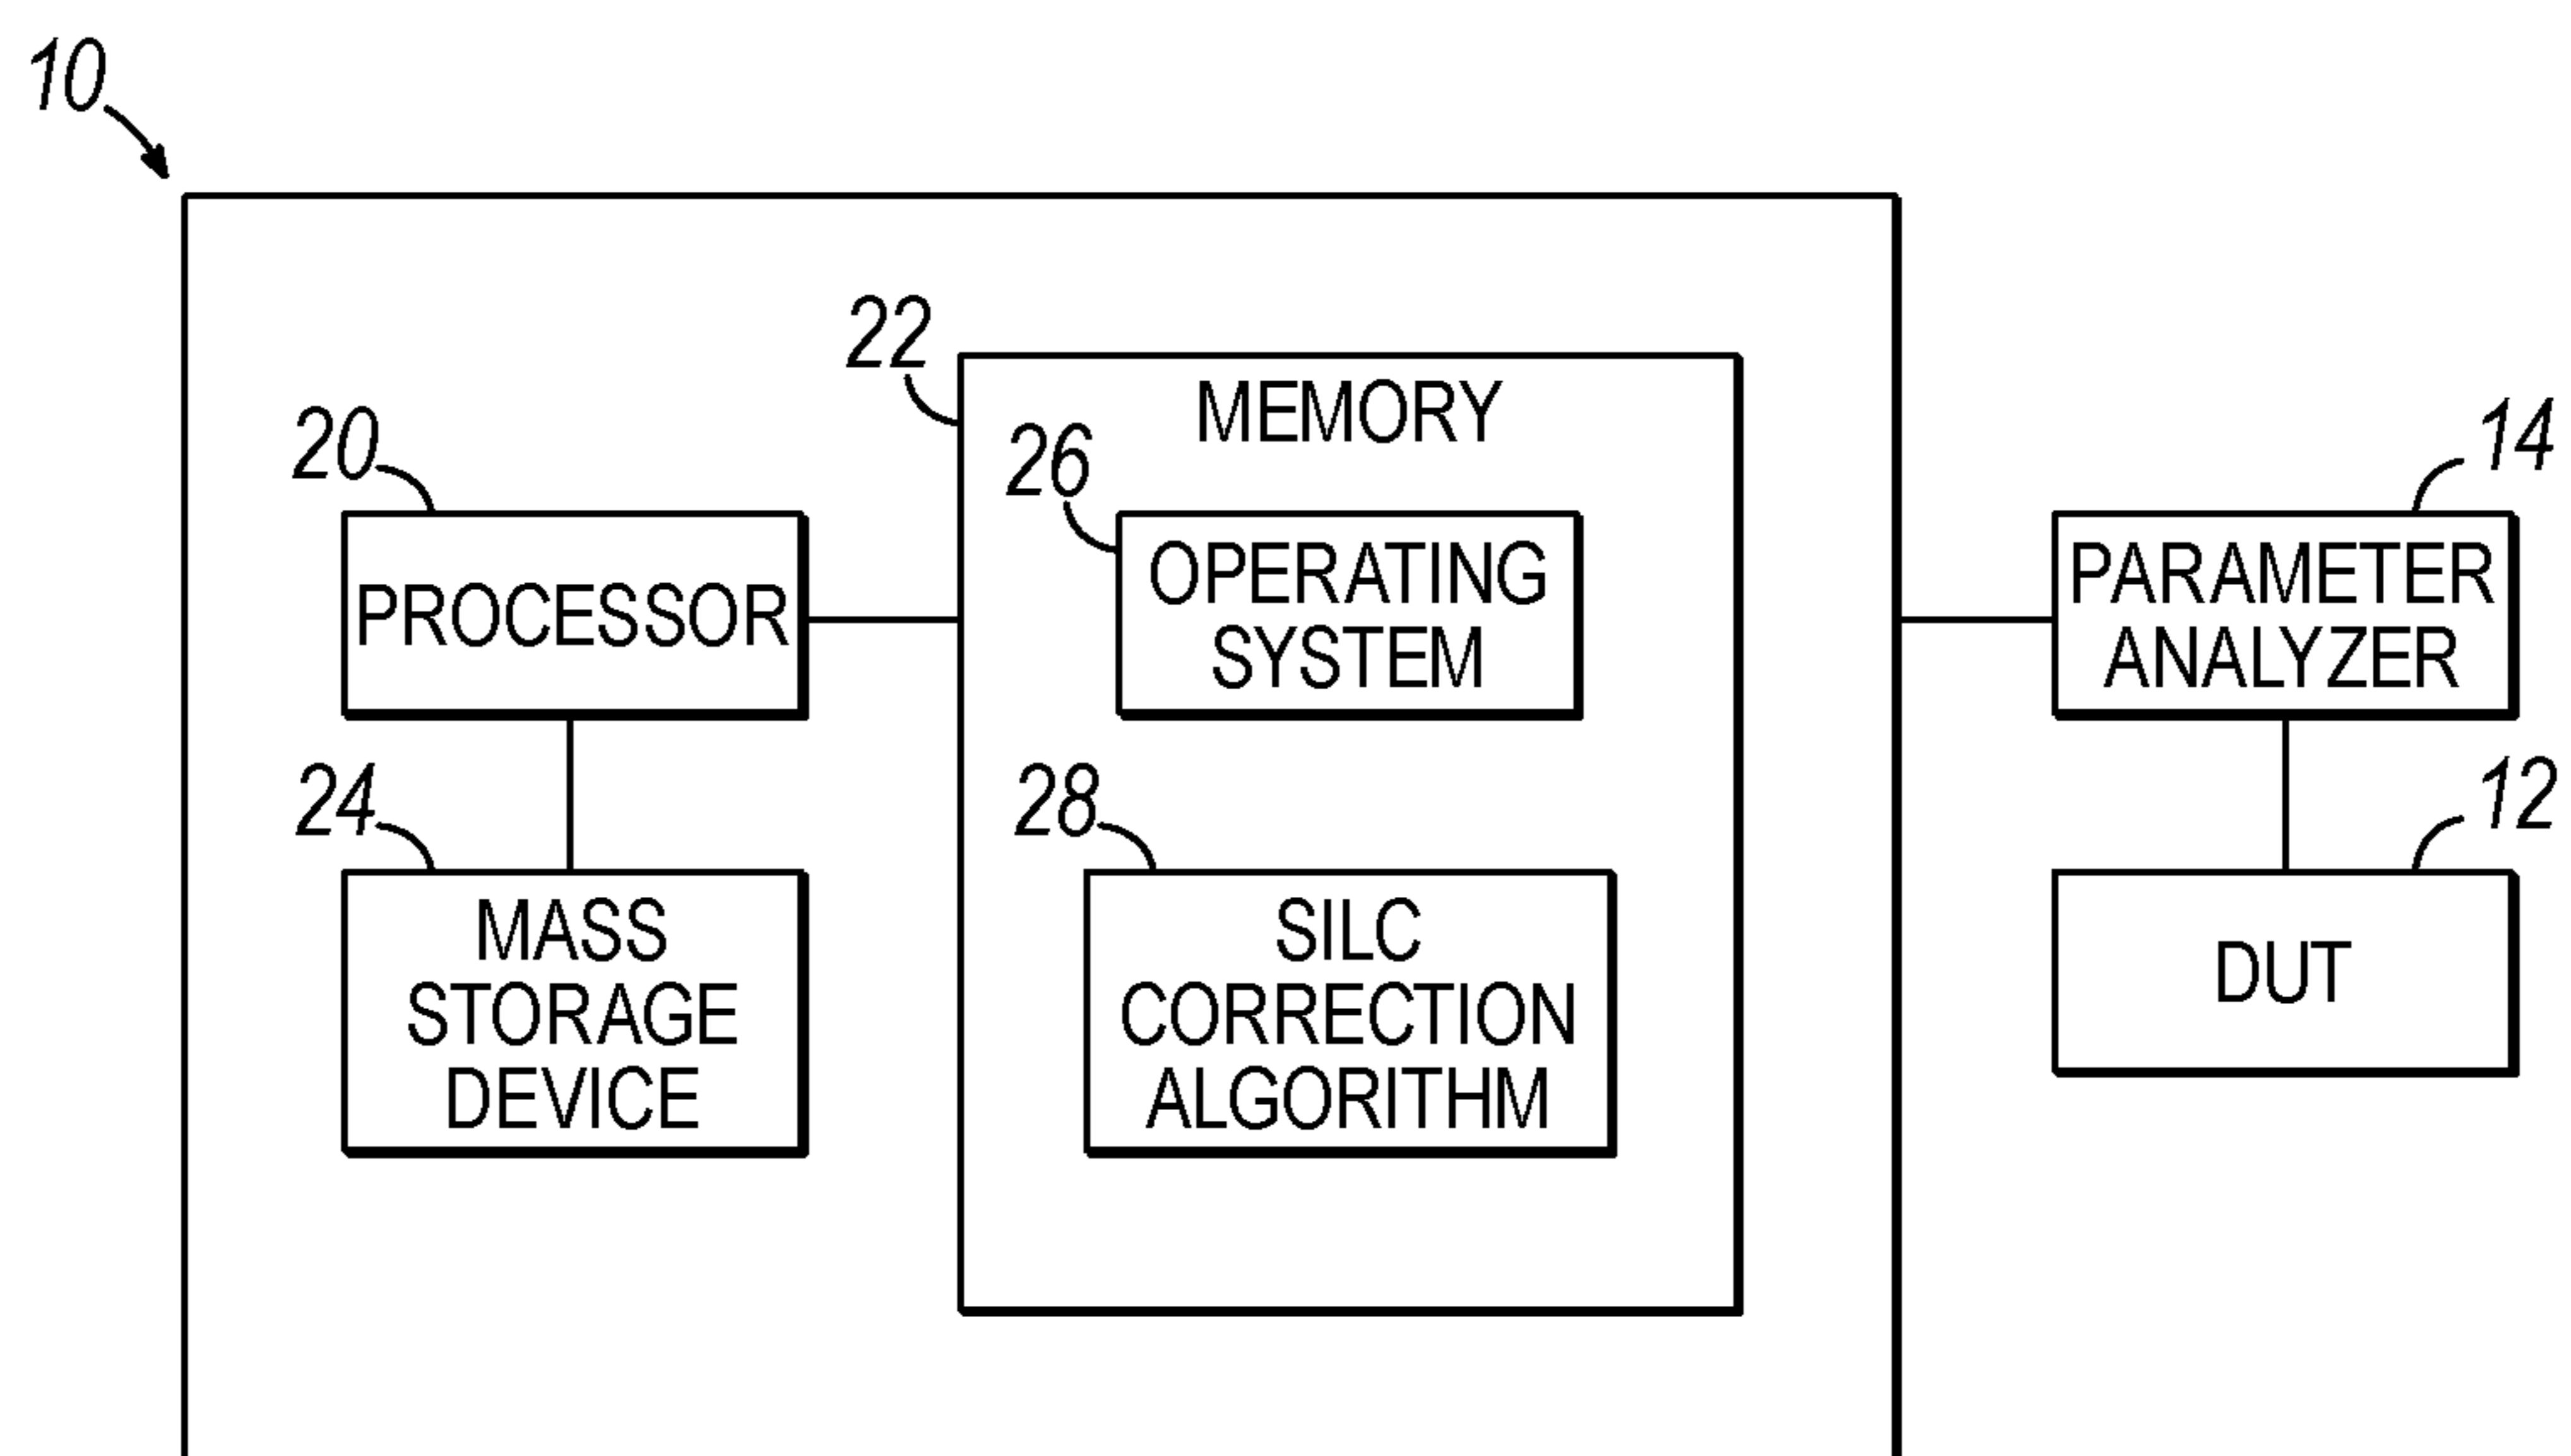 10
22
MEMORY
20
26
14
PROCESSOR
OPERATING
SYSTEM
PARAMETER
ANALYZER
24
28
12
MASS
STORAGE
DEVICE
SILC
CORRECTION
ALGORITHM
DUT